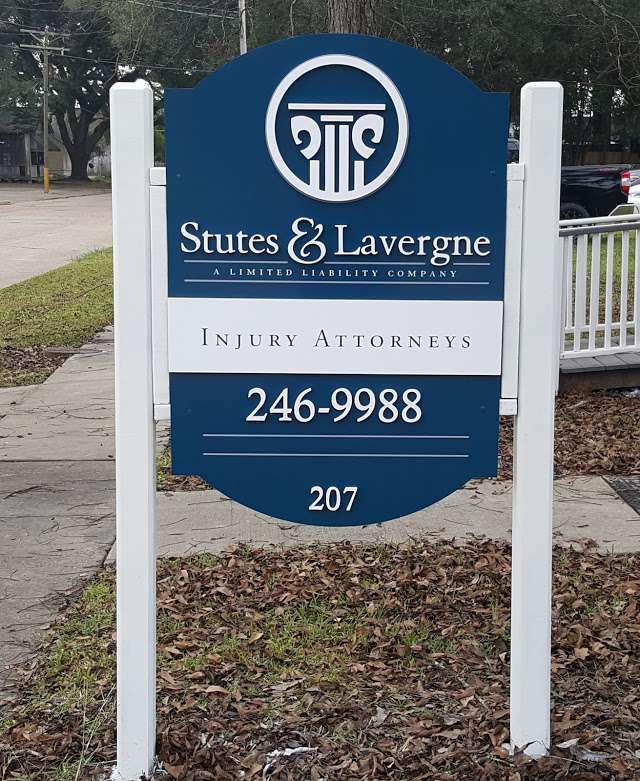 Stutes & Lavergne
A LIMITED LIABILITY COMPANY
INJURY ATTORNEYS
246-9988
207